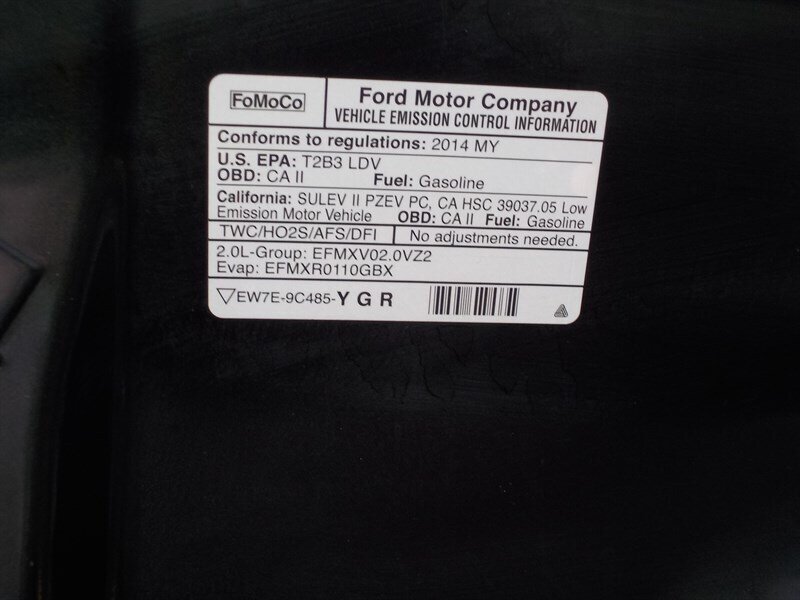 FoMoCo
Ford Motor Company
VEHICLE EMISSION CONTROL INFORMATION
Conforms to regulations: 2014 MY
U.S. EPA: T2B3 LDV
OBD: CA II Fuel: Gasoline
California: SULEV II PZEV PC, CA HSC 39037.05 Low
Emission Motor Vehicle OBD: CA II Fuel: Gasoline
TWC/HO2S/AFS/DFI No adjustments needed.
2.0L-Group: EFMXV02.0VZ2
Evap: EFMXR0110GBX
EW7E-9C485-Y G R